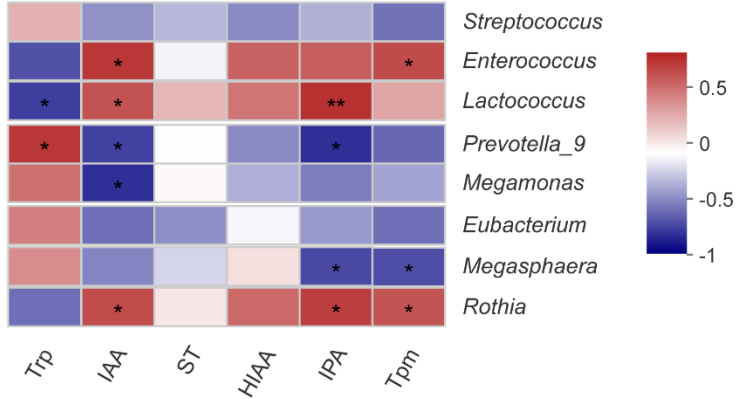 Streptococcus
* * Enterococcus
* * ** Lactococcus
* * * Prevotella_9
* Megamonas
Eubacterium
* * Megasphaera
* * * Rothia
0.5
0
-0.5
-1
Trp IAA ST HIAA IPA Tpm